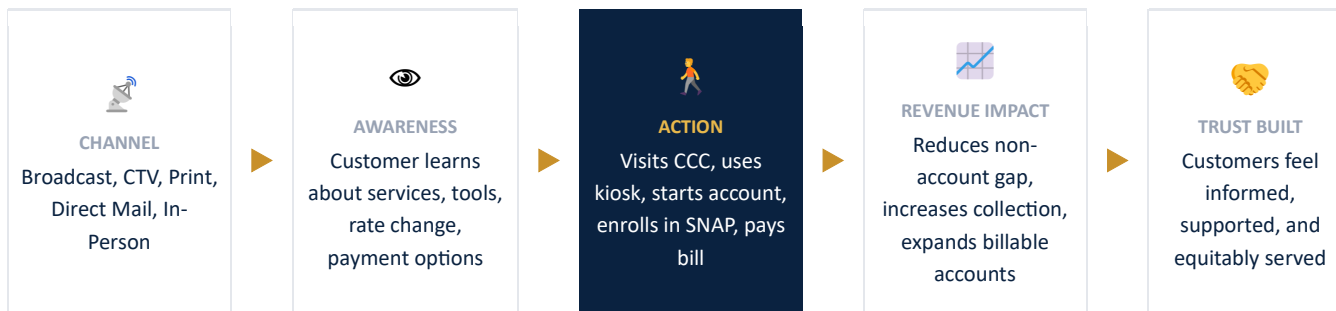 CHANNEL
Broadcast, CTV, Print,
Direct Mail, In-
Person
AWARENESS
Customer learns
about services, tools,
rate change,
payment options
ACTION
Visits CCC, uses
kiosk, starts account,
enrolls in SNAP, pays
bill
REVENUE IMPACT
Reduces non-
account gap,
increases collection,
expands billable
accounts
TRUST BUILT
Customers feel
informed,
supported, and
equitably served